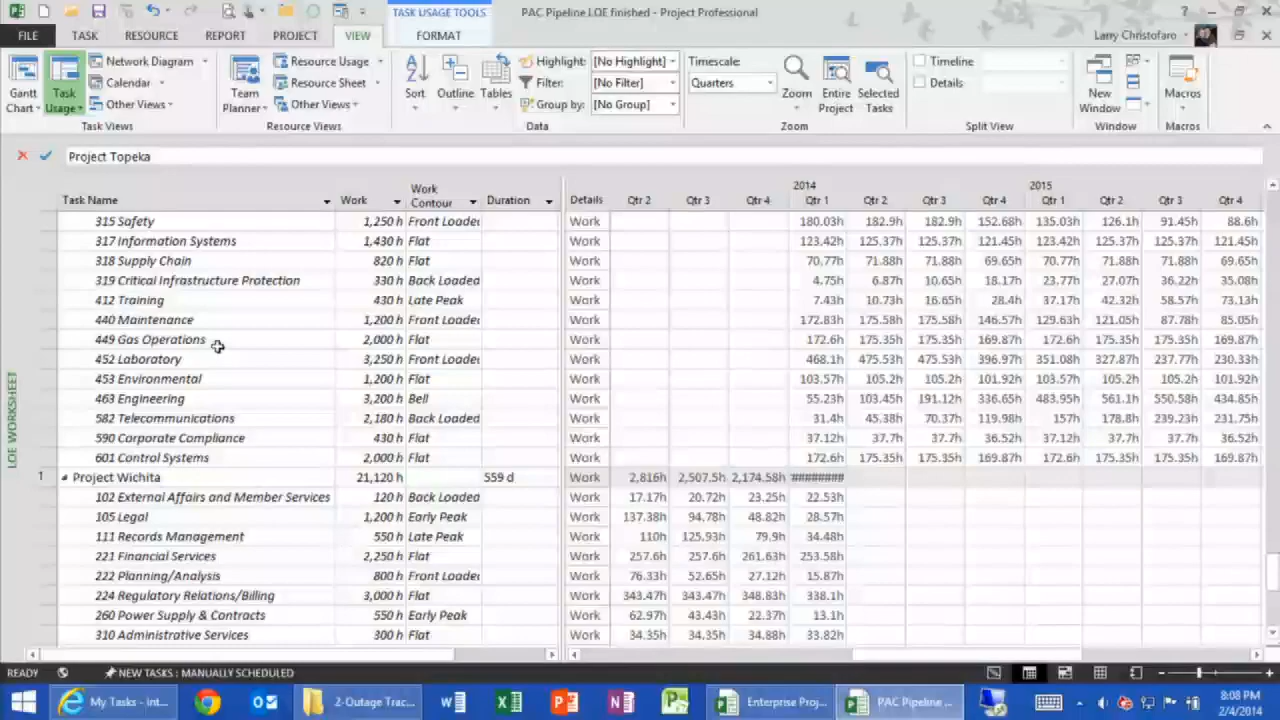 TASK USAGE TOOLS
PAC Pipeline LOE finished - Project Professional
FILE TASK RESOURCE REPORT PROJECT VIEW FORMAT Larry Christofaro
Gantt Chart
Task Usage
Network Diagram
Calendar
Other Views
Task Views
Team Planner
Resource Usage
Resource Sheet
Other Views
Resource Views
Sort
Outline
Tables
Highlight: [No Highlight]
Filter: [No Filter]
Group by: [No Group]
Data
Timescale:
Quarters
Zoom
Entire Project
Selected Tasks
Zoom
Timeline
Details
Split View
New Window
Window
Macros
Macros
Project Topeka
2014 2015
Task Name Work Work Contour Duration Details Qtr 2 Qtr 3 Qtr 4 Qtr 1 Qtr 2 Qtr 3 Qtr 4 Qtr 1 Qtr 2 Qtr 3 Qtr 4
315 Safety 1,250 h Front Loaded Work 180.03h 182.9h 182.9h 152.68h 135.03h 126.1h 91.45h 88.6h
317 Information Systems 1,430 h Flat Work 123.42h 125.37h 125.37h 121.45h 123.42h 125.37h 125.37h 121.45h
318 Supply Chain 820 h Flat Work 70.77h 71.88h 71.88h 69.65h 70.77h 71.88h 71.88h 69.65h
319 Critical Infrastructure Protection 330 h Back Loaded Work 4.75h 6.87h 10.65h 18.17h 23.77h 27.07h 36.22h 35.08h
412 Training 430 h Late Peak Work 7.43h 10.73h 16.65h 28.4h 37.17h 42.32h 58.57h 73.13h
440 Maintenance 1,200 h Front Loaded Work 172.83h 175.58h 175.58h 146.57h 129.63h 121.05h 87.78h 85.05h
449 Gas Operations 2,000 h Flat Work 172.6h 175.35h 175.35h 169.87h 172.6h 175.35h 175.35h 169.87h
452 Laboratory 3,250 h Front Loaded Work 468.1h 475.53h 475.53h 396.97h 351.08h 327.87h 237.77h 230.33h
453 Environmental 1,200 h Flat Work 103.57h 105.2h 105.2h 101.92h 103.57h 105.2h 105.2h 101.92h
463 Engineering 3,200 h Bell Work 55.23h 103.45h 191.12h 336.65h 483.95h 561.1h 550.58h 434.85h
582 Telecommunications 2,180 h Back Loaded Work 31.4h 45.38h 70.37h 119.98h 157h 178.8h 239.23h 231.75h
590 Corporate Compliance 430 h Flat Work 37.12h 37.7h 37.7h 36.52h 37.12h 37.7h 37.7h 36.52h
601 Control Systems 2,000 h Flat Work 172.6h 175.35h 175.35h 169.87h 172.6h 175.35h 175.35h 169.87h
1 Project Wichita 21,120 h 559 d Work 2,816h 2,507.5h 2,174.58h ########
102 External Affairs and Member Services 120 h Back Loaded Work 17.17h 20.72h 23.25h 22.53h
105 Legal 1,200 h Early Peak Work 137.38h 94.78h 48.82h 28.57h
111 Records Management 550 h Late Peak Work 110h 125.93h 79.9h 34.48h
221 Financial Services 2,250 h Flat Work 257.6h 257.6h 261.63h 253.58h
222 Planning/Analysis 800 h Front Loaded Work 76.33h 52.65h 27.12h 15.87h
224 Regulatory Relations/Billing 3,000 h Flat Work 343.47h 343.47h 348.83h 338.1h
260 Power Supply & Contracts 550 h Early Peak Work 62.97h 43.43h 22.37h 13.1h
310 Administrative Services 300 h Flat Work 34.35h 34.35h 34.88h 33.82h
LOE WORKSHEET
READY NEW TASKS : MANUALLY SCHEDULED
My Tasks - Int... 2-Outage Trac... Enterprise Proj... PAC Pipeline ... 8:08 PM
2/4/2014